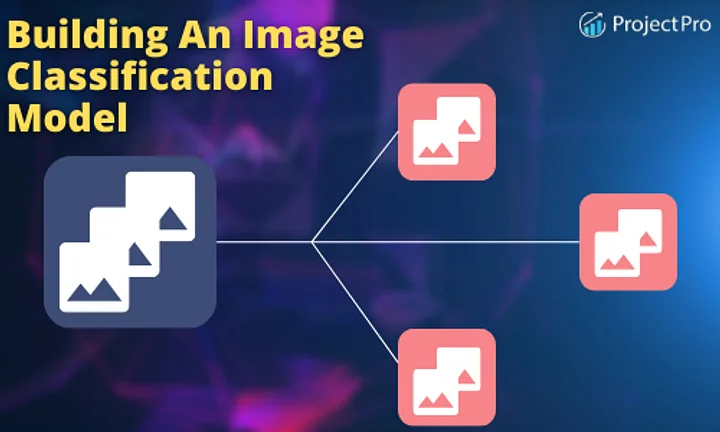 Building An Image
Classification
Model
ProjectPro